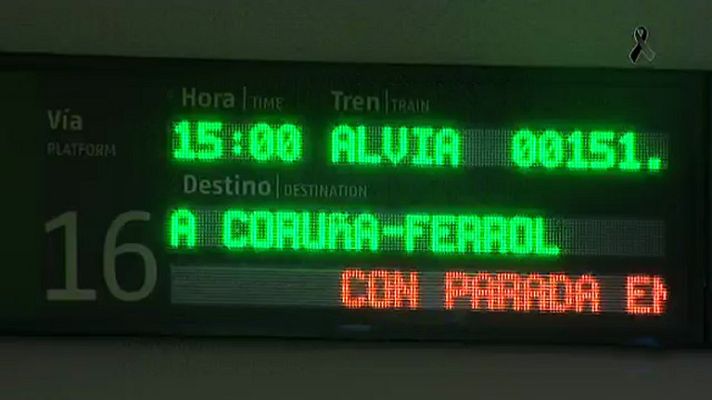 Hora | TIME Tren | TRAIN
Vía
PLATFORM
15:00 ALVIA 00151.
Destino | DESTINATION
16
A CORUÑA-FERROL
CON PARADA EN